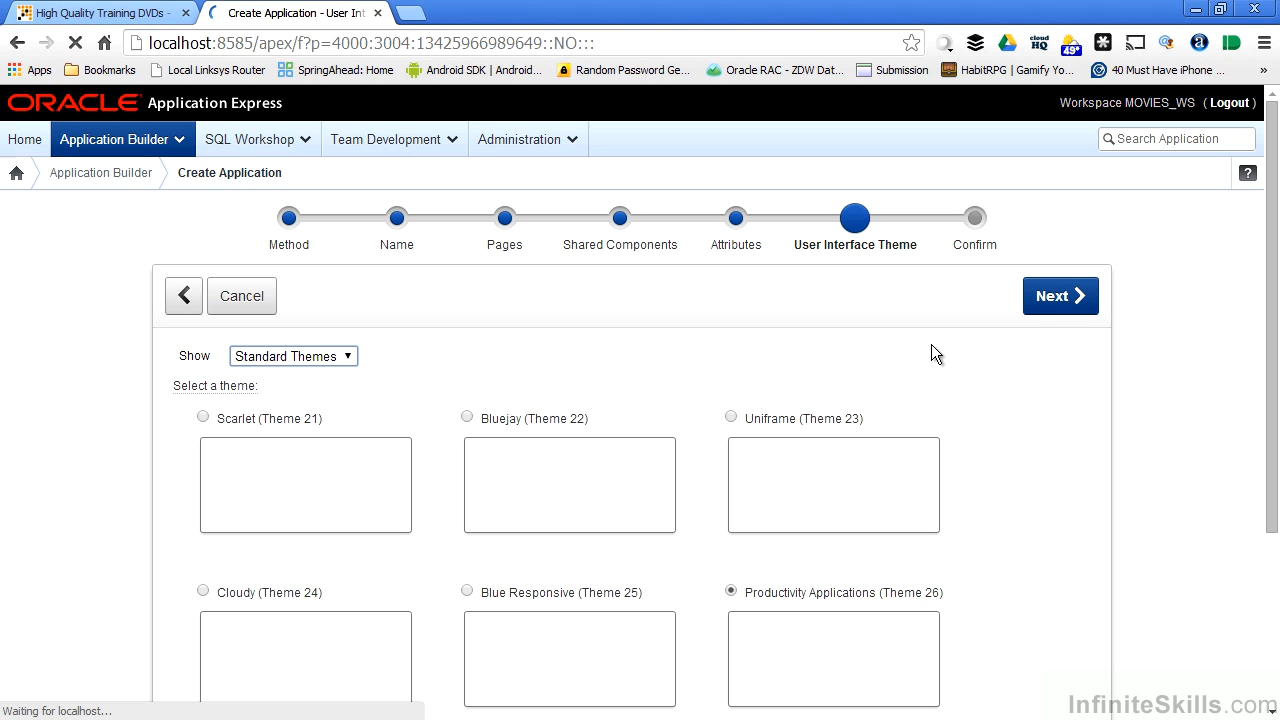 High Quality Training DVDs -
Create Application - User Int
localhost:8585/apex/f?p=4000:3004:13425966989649::NO:::
cloud HQ
49°
Apps
Bookmarks
Local Linksys Router
SpringAhead: Home
Android SDK | Android...
Random Password Ge...
Oracle RAC - ZDW Dat...
Submission
HabitRPG | Gamify Yo...
40 Must Have iPhone ...
»
ORACLE Application Express
Workspace MOVIES_WS ( Logout )
Home
Application Builder
SQL Workshop
Team Development
Administration
Search Application
Application Builder
Create Application
?
Method
Name
Pages
Shared Components
Attributes
User Interface Theme
Confirm
Cancel
Next
Show
Standard Themes
Select a theme:
Scarlet (Theme 21)
Bluejay (Theme 22)
Uniframe (Theme 23)
Cloudy (Theme 24)
Blue Responsive (Theme 25)
Productivity Applications (Theme 26)
Waiting for localhost...
InfiniteSkills.com